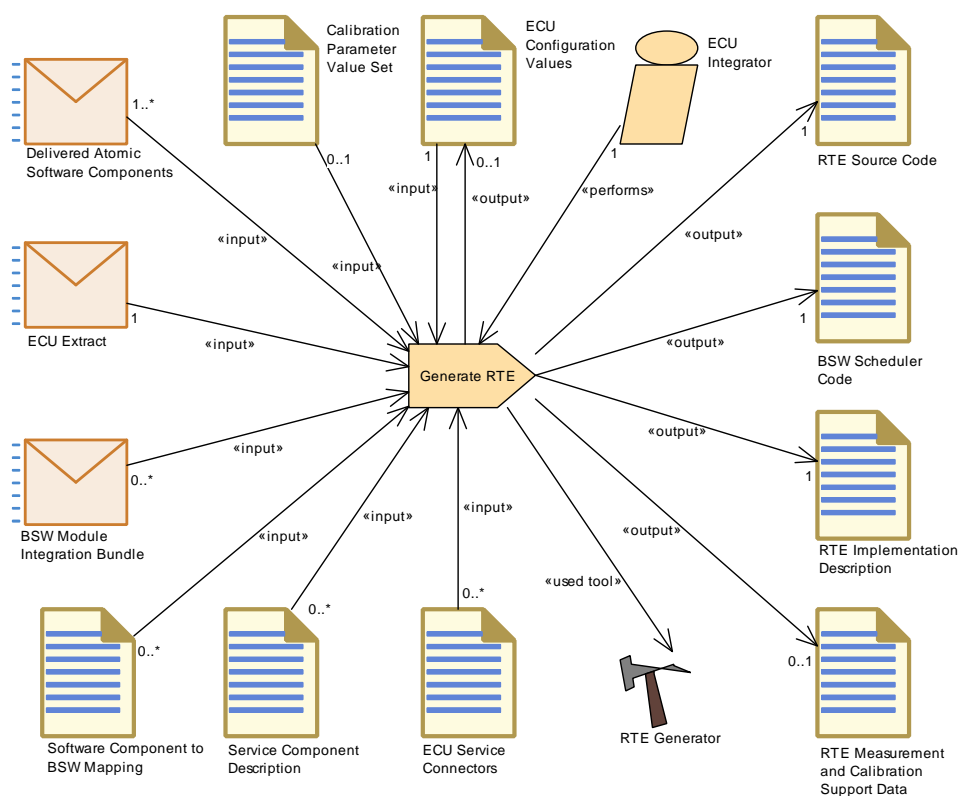 Calibration
Parameter
Value Set
ECU
Configuration
Values
ECU
Integrator
1..*
Delivered Atomic
Software Components
0..1
1
0..1
1
1
RTE Source Code
«input»
«output»
«performs»
«input»
«input»
«output»
1
ECU Extract
«input»
1
«output»
BSW Scheduler
Code
Generate RTE
«input»
«output»
0..*
1
BSW Module
Integration Bundle
«input»
«input»
«input»
«output»
RTE Implementation
Description
«used tool»
0..*
0..*
0..*
0..1
Software Component to
BSW Mapping
Service Component
Description
ECU Service
Connectors
RTE Generator
RTE Measurement
and Calibration
Support Data